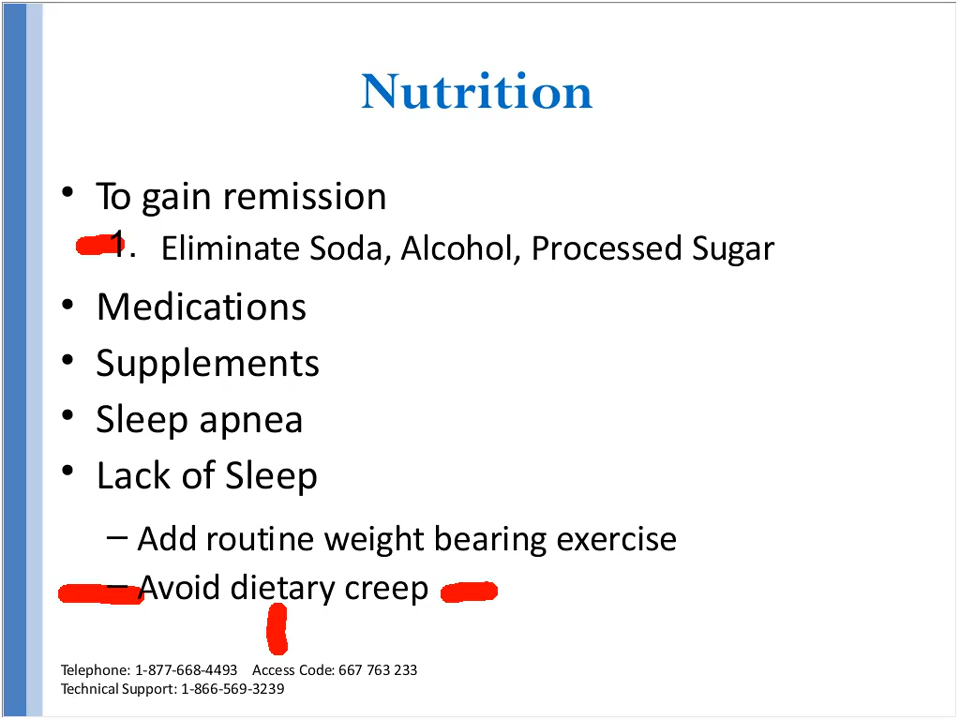 Nutrition
• To gain remission
1. Eliminate Soda, Alcohol, Processed Sugar
• Medications
• Supplements
• Sleep apnea
• Lack of Sleep
– Add routine weight bearing exercise
– Avoid dietary creep
Telephone: 1-877-668-4493 Access Code: 667 763 233
Technical Support: 1-866-569-3239